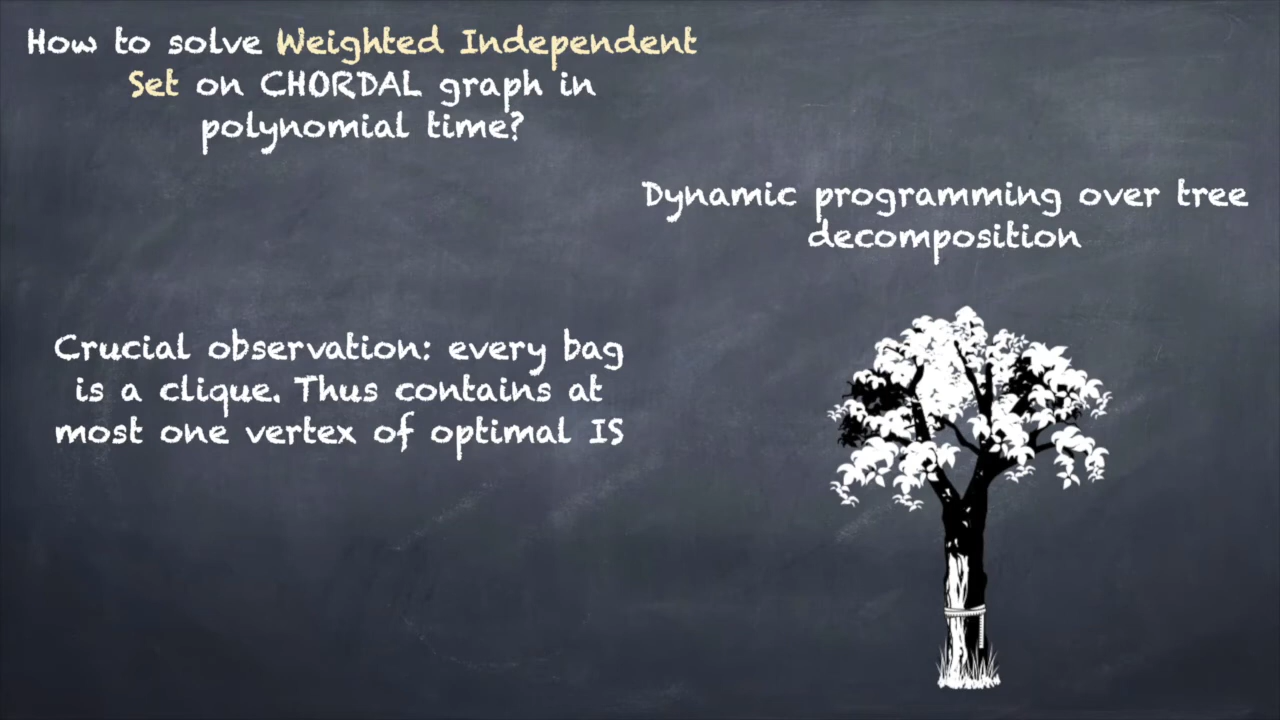 How to solve Weighted Independent
Set on CHORDAL graph in
polynomial time?
Dynamic programming over tree
decomposition
Crucial observation: every bag
is a clique. Thus contains at
most one vertex of optimal IS